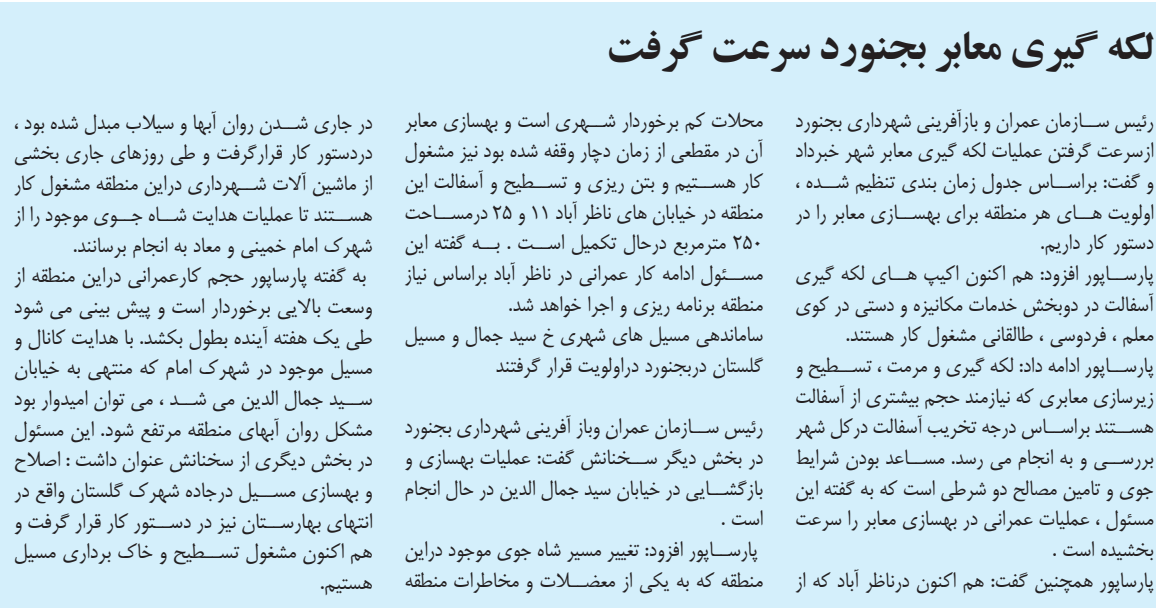 لکه گیری معابر بجنورد سرعت گرفت
رئیس سازمان عمران و بازآفرینی شهرداری بجنورد
ازسرعت گرفتن عملیات لکه گیری معابر شهر خبرداد
و گفت: براساس جدول زمان بندی تنظیم شده ،
اولویت های هر منطقه برای بهسازی معابر را در
دستور کار داریم.
پارساپور افزود: هم اکنون اکیپ های لکه گیری
آسفالت در دوبخش خدمات مکانیزه و دستی در کوی
معلم ، فردوسی ، طالقانی مشغول کار هستند.
پارساپور ادامه داد: لکه گیری و مرمت ، تسطیح و
زیرسازی معابری که نیازمند حجم بیشتری از آسفالت
هستند براساس درجه تخریب آسفالت درکل شهر
بررسی و به انجام می رسد. مساعد بودن شرایط
جوی و تامین مصالح دو شرطی است که به گفته این
مسئول ، عملیات عمرانی در بهسازی معابر را سرعت
بخشیده است .
پارساپور همچنین گفت: هم اکنون درناظر آباد که از
محلات کم برخوردار شهری است و بهسازی معابر
آن در مقطعی از زمان دچار وقفه شده بود نیز مشغول
کار هستیم و بتن ریزی و تسطیح و آسفالت این
منطقه در خیابان های ناظر آباد ۱۱ و ۲۵ درمساحت
۲۵۰ مترمربع درحال تکمیل است . به گفته این
مسئول ادامه کار عمرانی در ناظر آباد براساس نیاز
منطقه برنامه ریزی و اجرا خواهد شد.
ساماندهی مسیل های شهری خ سید جمال و مسیل
گلستان دربجنورد دراولویت قرار گرفتند
رئیس سازمان عمران وباز آفرینی شهرداری بجنورد
در بخش دیگر سخنانش گفت: عملیات بهسازی و
بازگشایی در خیابان سید جمال الدین در حال انجام
است .
پارساپور افزود: تغییر مسیر شاه جوی موجود دراین
منطقه که به یکی از معضلات و مخاطرات منطقه
در جاری شدن روان آبها و سیلاب مبدل شده بود ،
دردستور کار قرارگرفت و طی روزهای جاری بخشی
از ماشین آلات شهرداری دراین منطقه مشغول کار
هستند تا عملیات هدایت شاه جوی موجود را از
شهرک امام خمینی و معاد به انجام برسانند.
به گفته پارساپور حجم کارعمرانی دراین منطقه از
وسعت بالایی برخوردار است و پیش بینی می شود
طی یک هفته آینده بطول بکشد. با هدایت کانال و
مسیل موجود در شهرک امام که منتهی به خیابان
سید جمال الدین می شد ، می توان امیدوار بود
مشکل روان آبهای منطقه مرتفع شود. این مسئول
در بخش دیگری از سخنانش عنوان داشت : اصلاح
و بهسازی مسیل درجاده شهرک گلستان واقع در
انتهای بهارستان نیز در دستور کار قرار گرفت و
هم اکنون مشغول تسطیح و خاک برداری مسیل
هستیم.